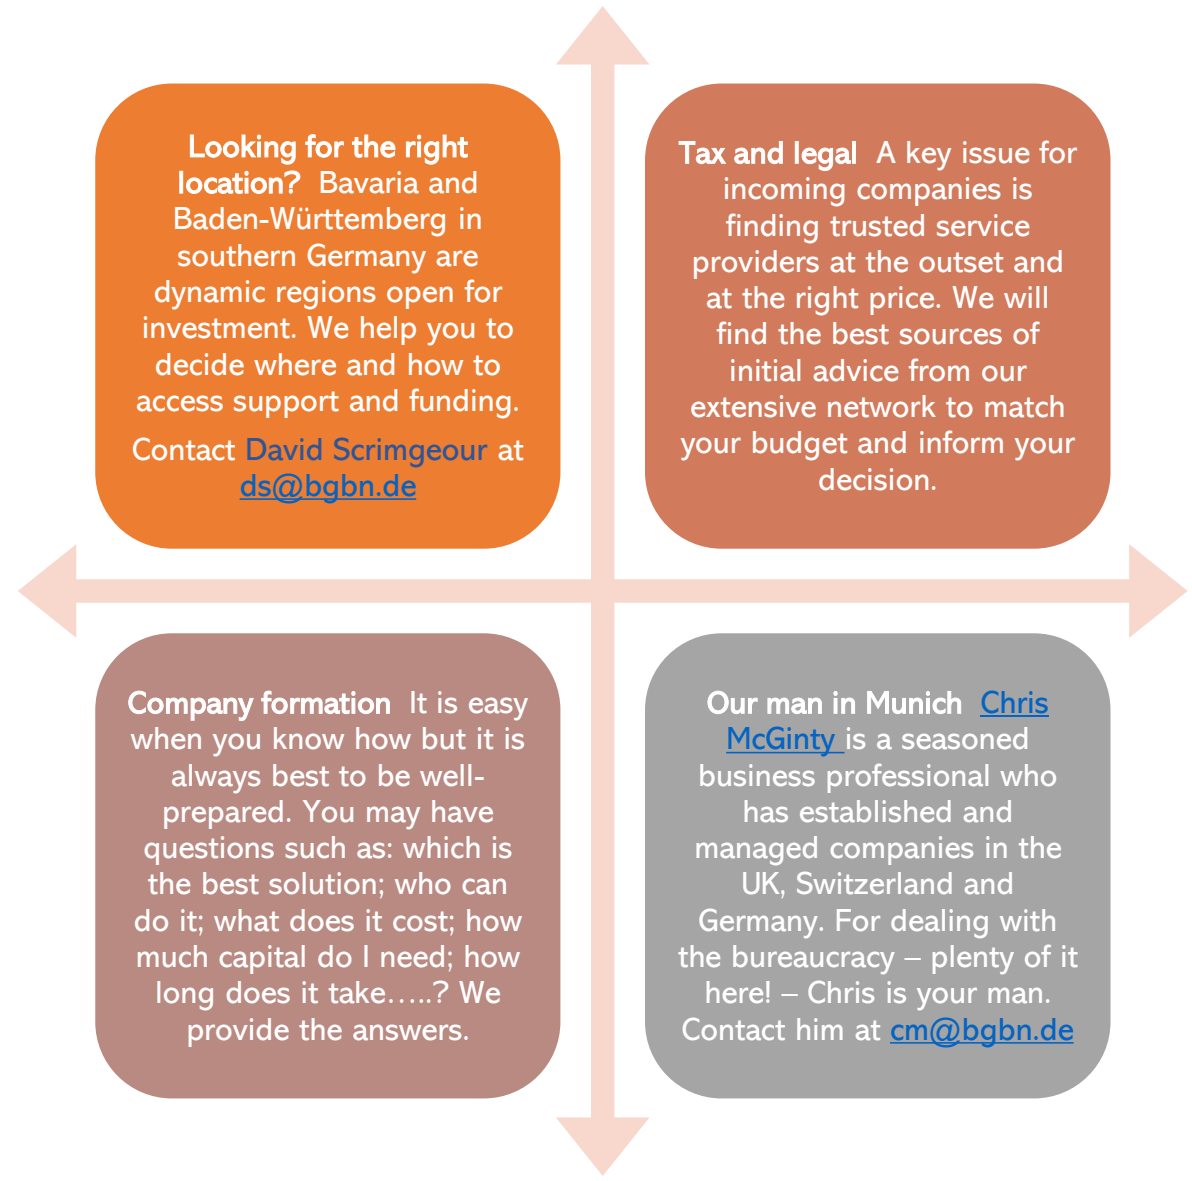 Looking for the right
location?  Bavaria and
Baden-Württemberg in
southern Germany are
dynamic regions open for
investment. We help you to
decide where and how to
access support and funding.
Contact David Scrimgeour at
ds@bgbn.de
Tax and legal  A key issue for
incoming companies is
finding trusted service
providers at the outset and
at the right price. We will
find the best sources of
initial advice from our
extensive network to match
your budget and inform your
decision.
Company formation  It is easy
when you know how but it is
always best to be well-
prepared. You may have
questions such as: which is
the best solution; who can
do it; what does it cost; how
much capital do I need; how
long does it take…..? We
provide the answers.
Our man in Munich  Chris
McGinty is a seasoned
business professional who
has established and
managed companies in the
UK, Switzerland and
Germany. For dealing with
the bureaucracy – plenty of it
here! – Chris is your man.
Contact him at cm@bgbn.de